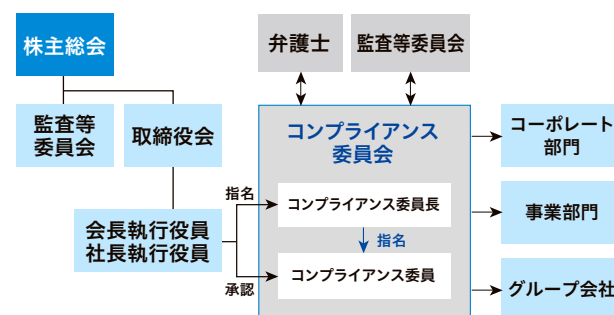 株主総会
弁護士
監査等委員会
監査等
委員会
取締役会
コンプライアンス
委員会
コーポレート
部門
指名
コンプライアンス委員長
事業部門
会長執行役員
社長執行役員
指名
コンプライアンス委員
承認
グループ会社